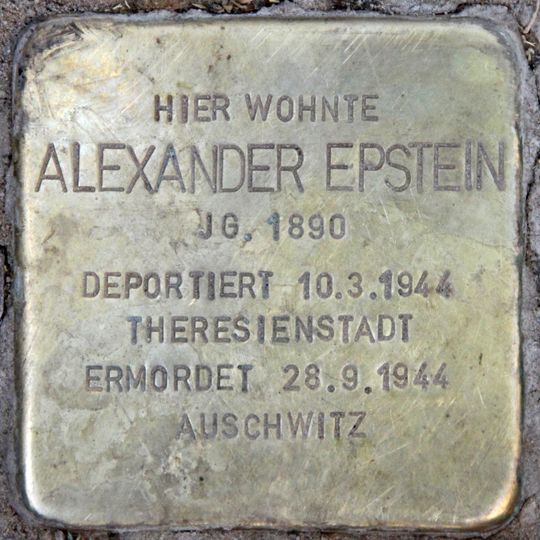 HIER WOHNTE
ALEXANDER EPSTEIN
JG. 1890
DEPORTIERT 10.3.1944
THERESIENSTADT
ERMORDET 28.9.1944
AUSCHWITZ